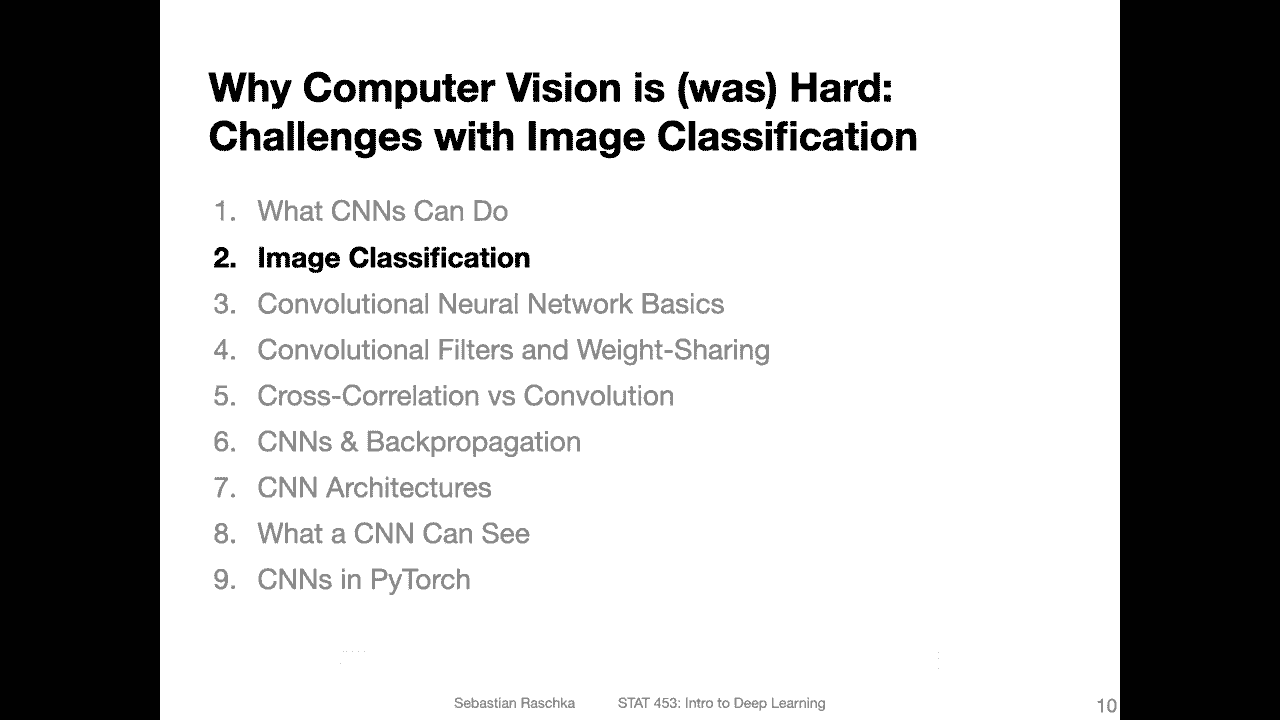 Why Computer Vision is (was) Hard:
Challenges with Image Classification
1. What CNNs Can Do
2. Image Classification
3. Convolutional Neural Network Basics
4. Convolutional Filters and Weight-Sharing
5. Cross-Correlation vs Convolution
6. CNNs & Backpropagation
7. CNN Architectures
8. What a CNN Can See
9. CNNs in PyTorch
Sebastian Raschka STAT 453: Intro to Deep Learning 10